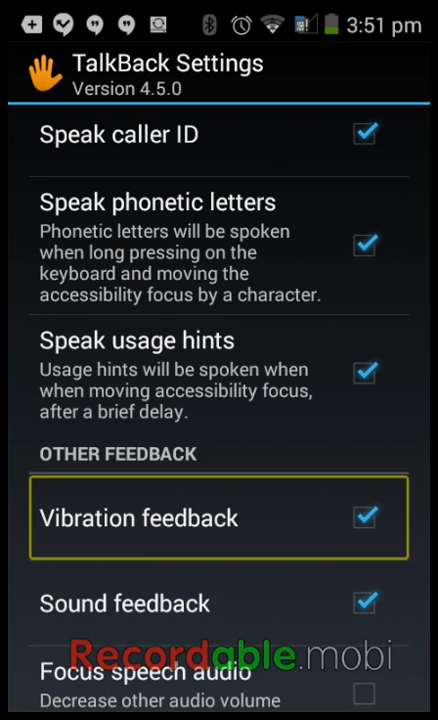 3:51 pm
TalkBack Settings
Version 4.5.0
Speak caller ID
Speak phonetic letters
Phonetic letters will be spoken
when long pressing on the
keyboard and moving the
accessibility focus by a character.
Speak usage hints
Usage hints will be spoken when
when moving accessibility focus,
after a brief delay.
OTHER FEEDBACK
Vibration feedback
Sound feedback
Recordable.mobi
Focus speech audio
Decrease other audio volume